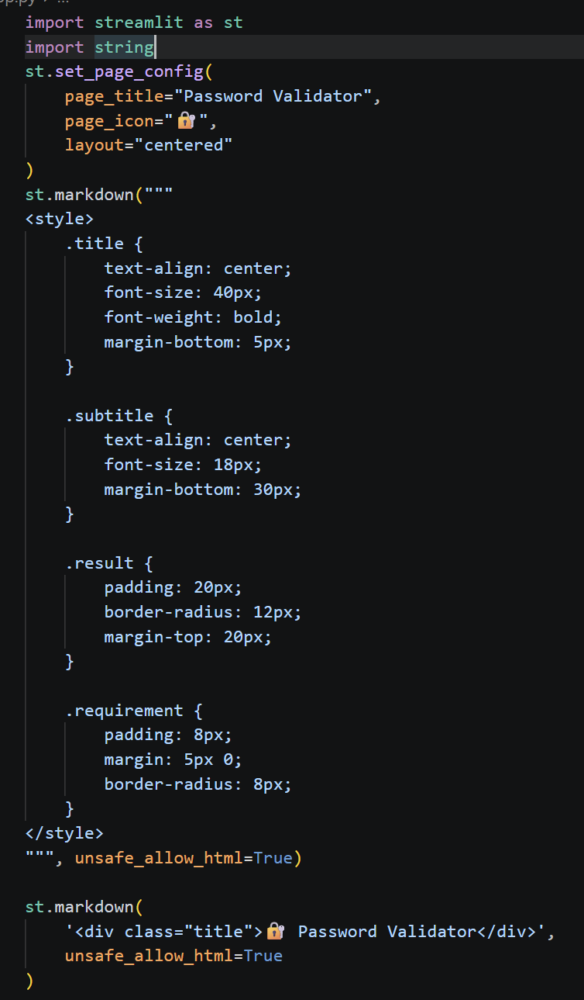 import streamlit as st
import string
st.set_page_config(
    page_title="Password Validator",
    page_icon="🔐",
    layout="centered"
)
st.markdown("""
<style>
    .title {
        text-align: center;
        font-size: 40px;
        font-weight: bold;
        margin-bottom: 5px;
    }

    .subtitle {
        text-align: center;
        font-size: 18px;
        margin-bottom: 30px;
    }

    .result {
        padding: 20px;
        border-radius: 12px;
        margin-top: 20px;
    }

    .requirement {
        padding: 8px;
        margin: 5px 0;
        border-radius: 8px;
    }
</style>
""", unsafe_allow_html=True)

st.markdown(
    '<div class="title">🔐 Password Validator</div>',
    unsafe_allow_html=True
)